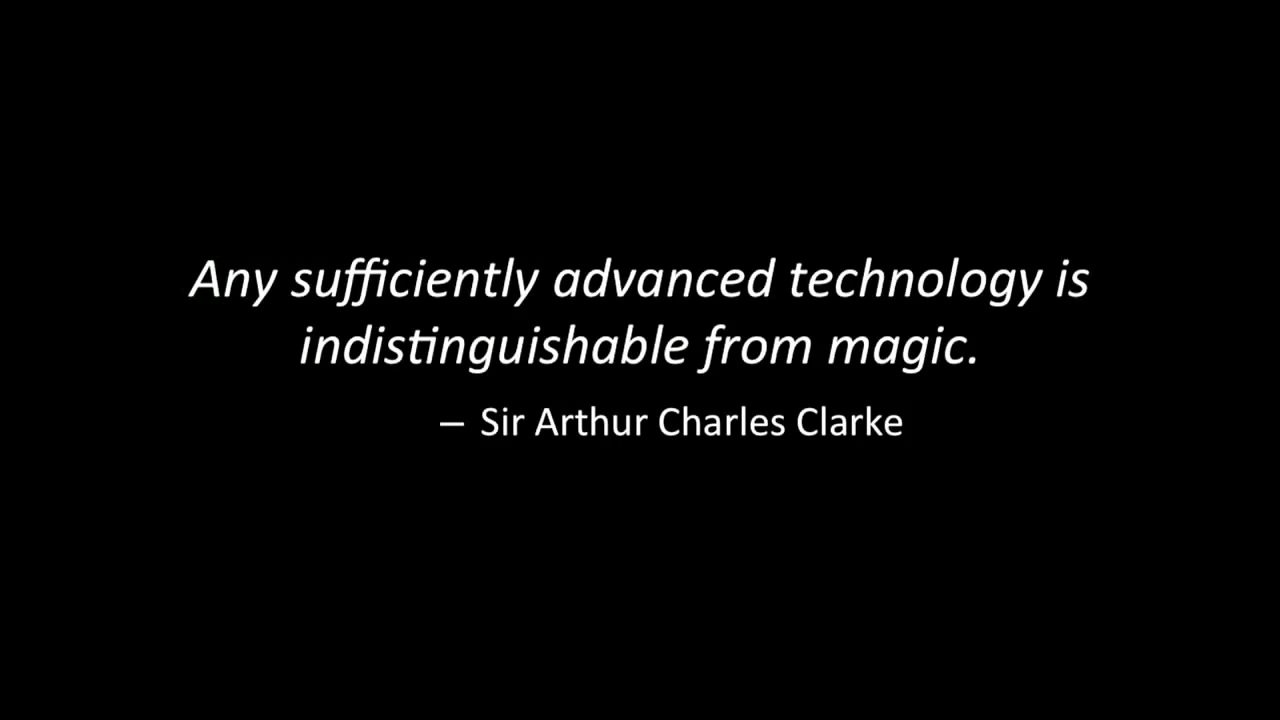 Any sufficiently advanced technology is
indistinguishable from magic.
– Sir Arthur Charles Clarke